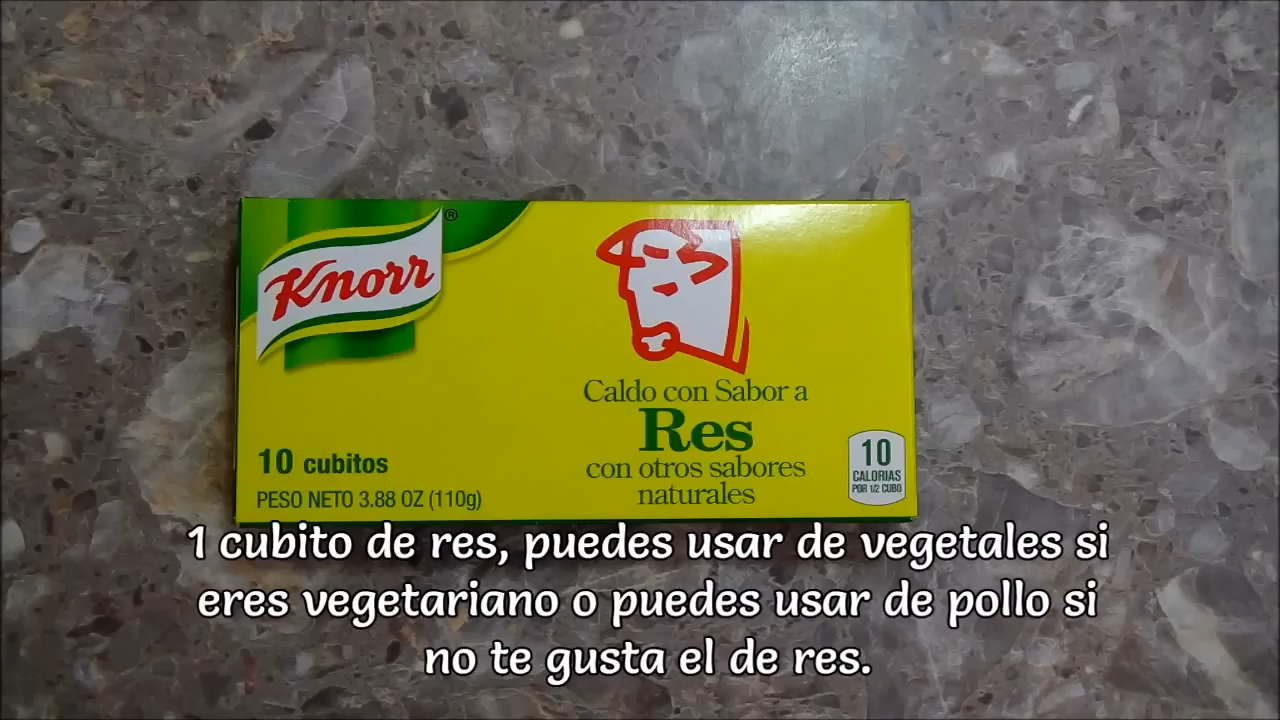 Knorr®
Caldo con Sabor a
Res
con otros sabores
naturales
10 cubitos
PESO NETO 3.88 OZ (110g)
10
CALORIAS
POR 1/2 CUBO
1 cubito de res, puedes usar de vegetales si
eres vegetariano o puedes usar de pollo si
no te gusta el de res.